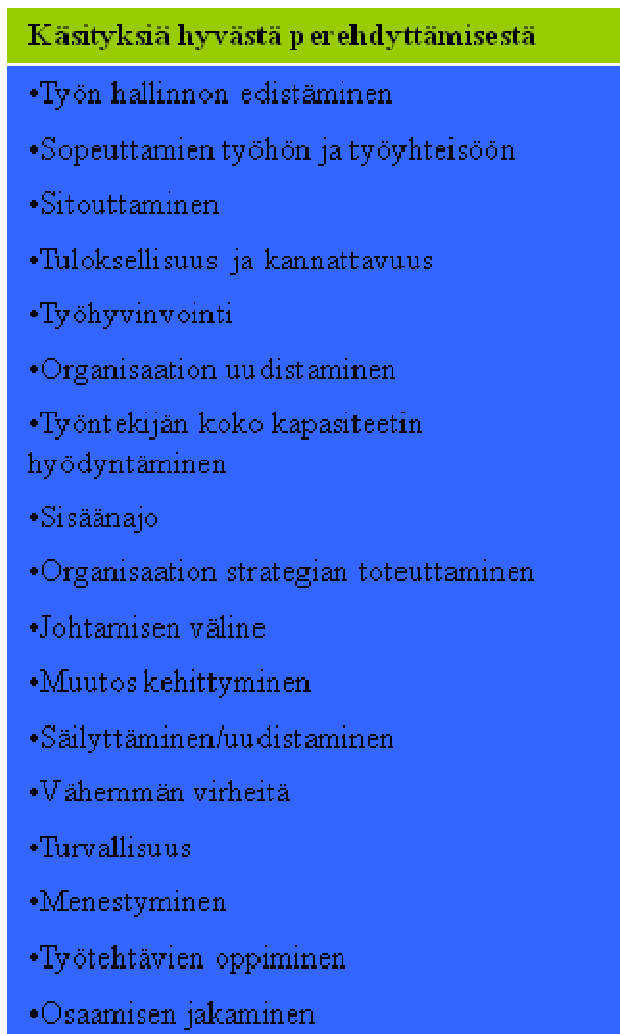 Käsityksiä hyvästä perehdyttämisestä
•Työn hallinnon edistäminen
•Sopeuttamien työhön ja työyhteisöön
•Sitouttaminen
•Tuloksellisuus ja kannattavuus
•Työhyvinvointi
•Organisaation uudistaminen
•Työntekijän koko kapasiteetin
hyödyntäminen
•Sisäänajo
•Organisaation strategian toteuttaminen
•Johtamisen väline
•Muutos kehittyminen
•Säilyttäminen/uudistaminen
•Vähemmän virheitä
•Turvallisuus
•Menestyminen
•Työtehtävien oppiminen
•Osaamisen jakaminen